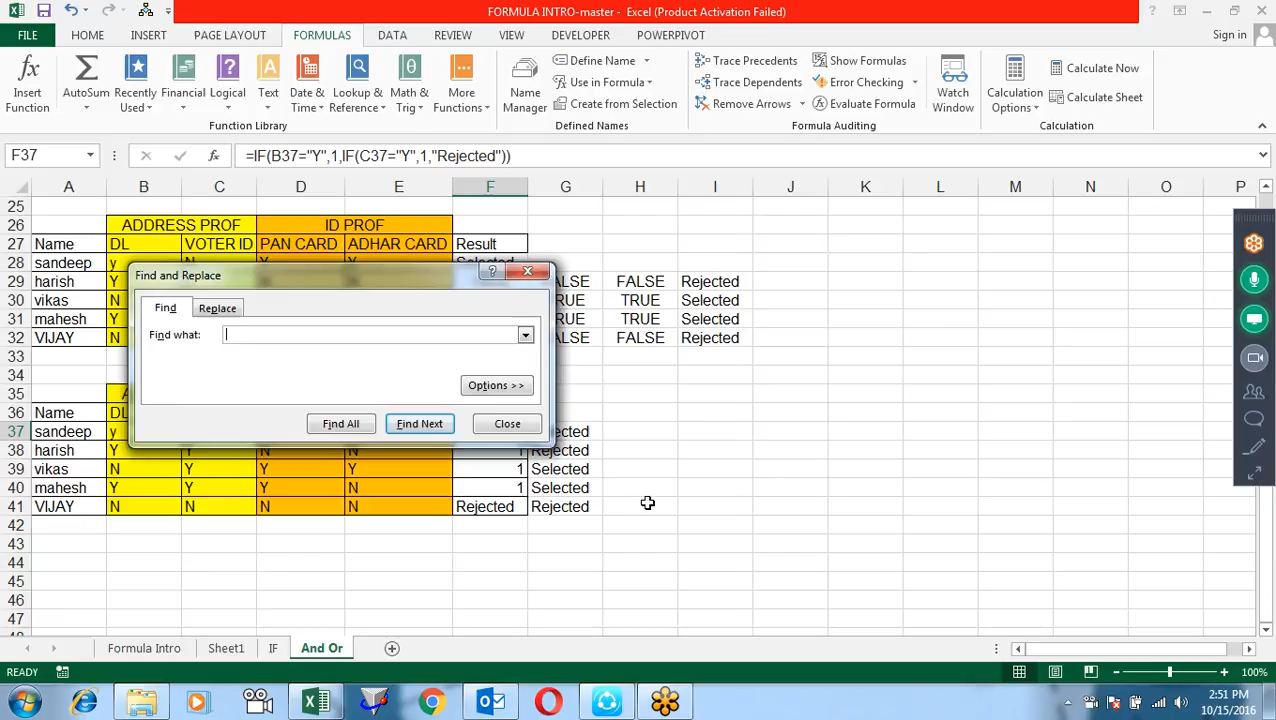 FORMULA INTRO-master - Excel (Product Activation Failed)
FILE HOME INSERT PAGE LAYOUT FORMULAS DATA REVIEW VIEW DEVELOPER POWERPIVOT Sign in
Insert Function
AutoSum
Recently Used
Financial
Logical
Text
Date & Time
Lookup & Reference
Math & Trig
More Functions
Function Library
Name Manager
Define Name
Use in Formula
Create from Selection
Defined Names
Trace Precedents
Trace Dependents
Remove Arrows
Show Formulas
Error Checking
Evaluate Formula
Formula Auditing
Watch Window
Calculation Options
Calculate Now
Calculate Sheet
Calculation
F37 fx =IF(B37="Y",1,IF(C37="Y",1,"Rejected"))
A B C D E F G H I J K L M N O P
25
26 ADDRESS PROF ID PROF
27 Name DL VOTER ID PAN CARD ADHAR CARD Result
28 sandeep y
29 harish Y FALSE Rejected
30 vikas N TRUE Selected
31 mahesh Y TRUE Selected
32 VIJAY N FALSE Rejected
34
35
36 Name DL
37 sandeep y
38 harish Y Y N N 1 Rejected
39 vikas N Y Y Y 1 Selected
40 mahesh Y Y Y N 1 Selected
41 VIJAY N N N N Rejected Rejected
42
43
44
45
46
47
Find and Replace
Find Replace
Find what:
Options >>
Find All Find Next Close
Formula Intro Sheet1 IF And Or
READY 100%
2:51 PM
10/15/2016